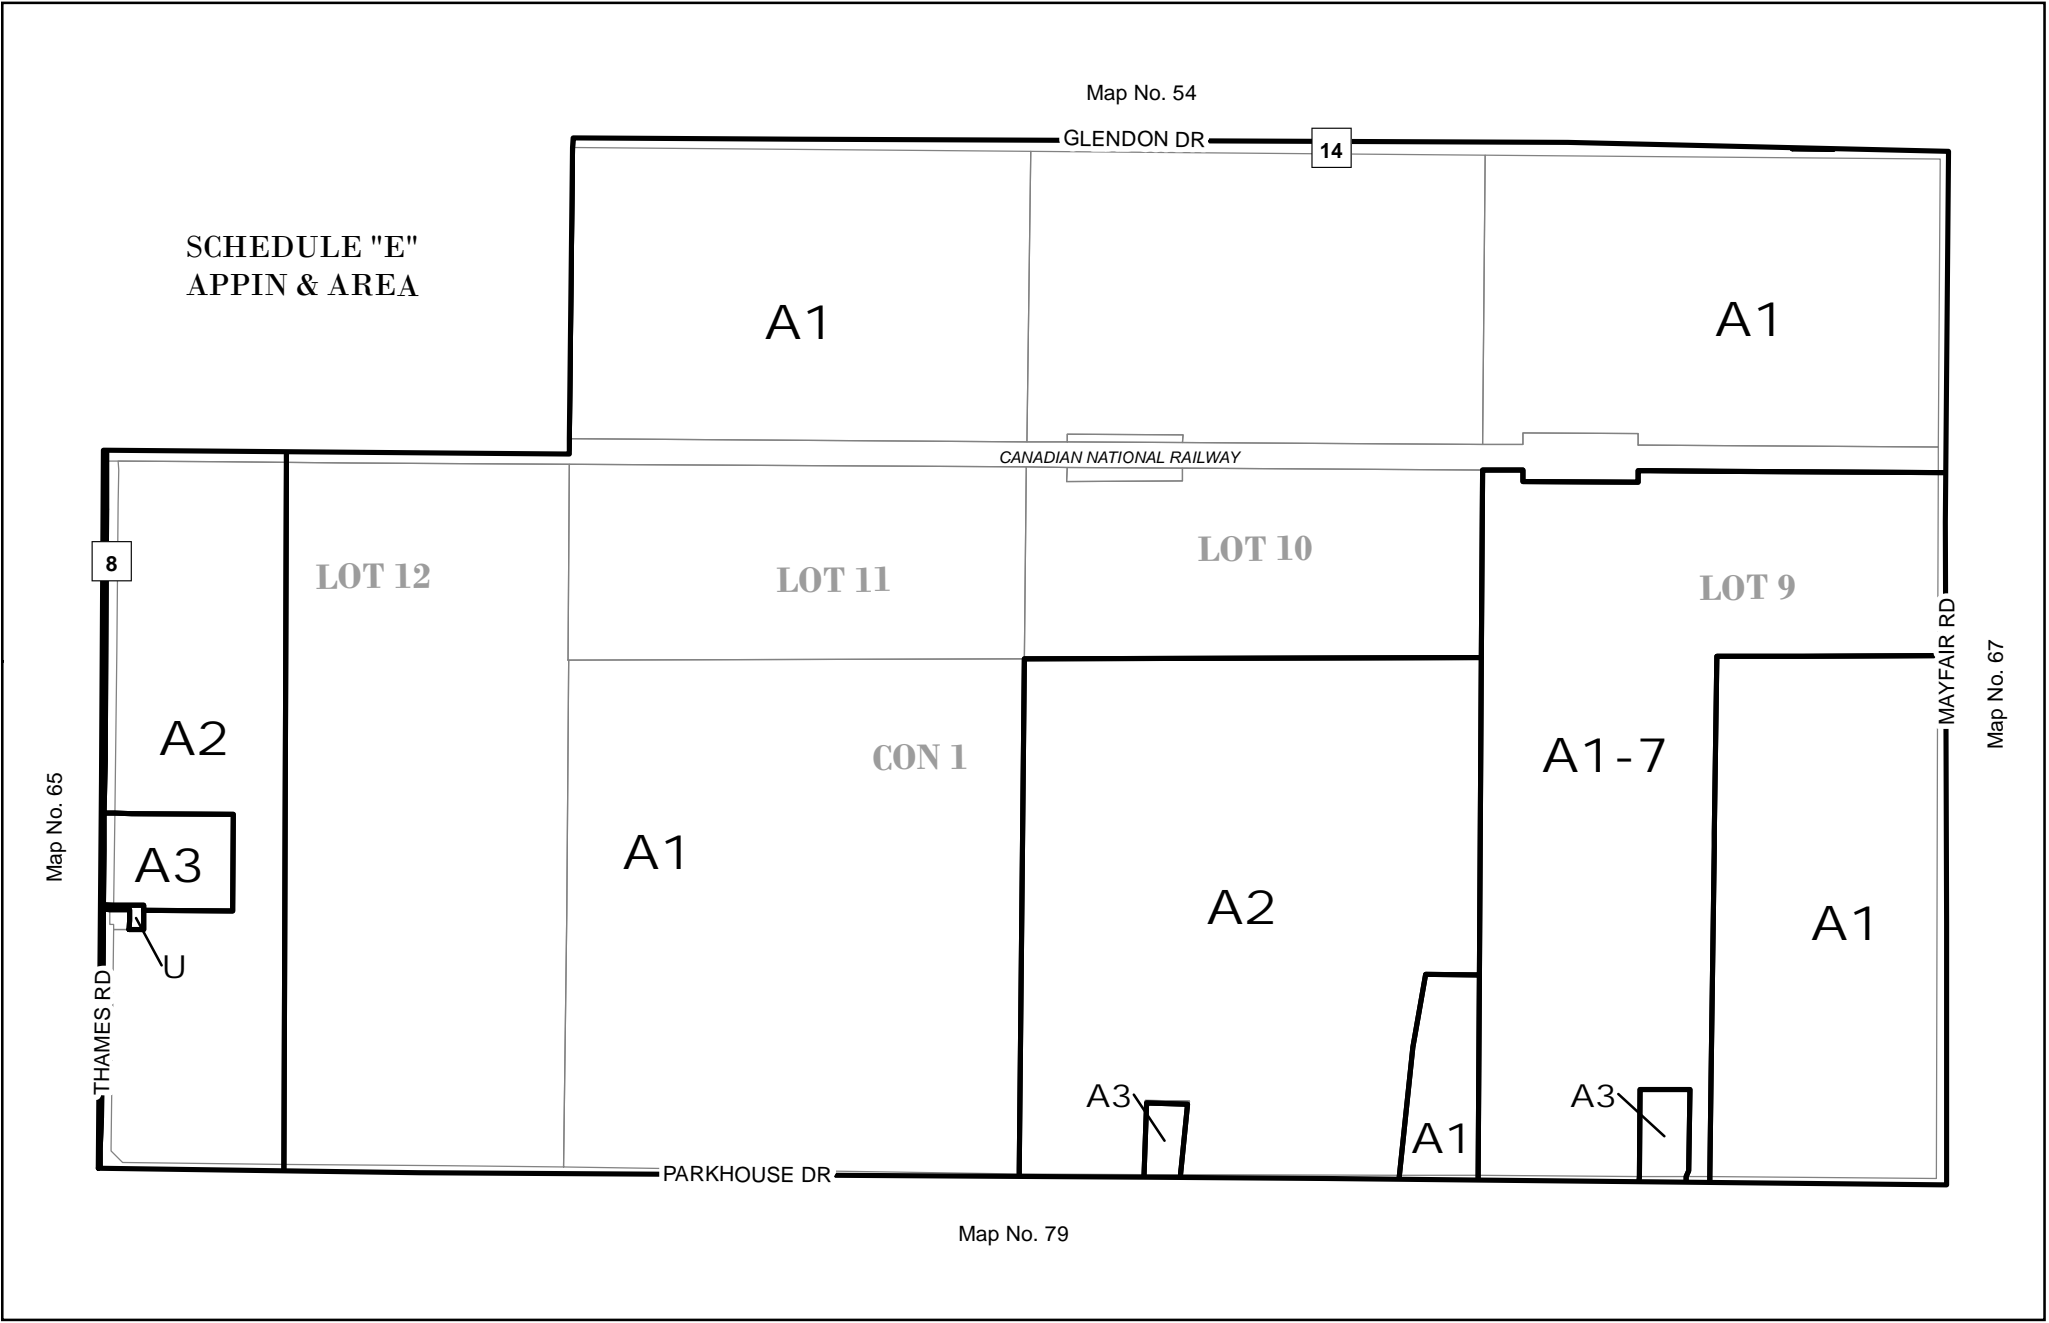 Map No. 54
GLENDON DR
14
SCHEDULE "E"
APPIN & AREA
A1
A1
CANADIAN NATIONAL RAILWAY
8
LOT 12
LOT 11
LOT 10
LOT 9
MAYFAIR RD
Map No. 67
A2
CON 1
A1-7
Map No. 65
A3
A1
A2
A1
U
THAMES RD
A3
A1
A3
PARKHOUSE DR
Map No. 79